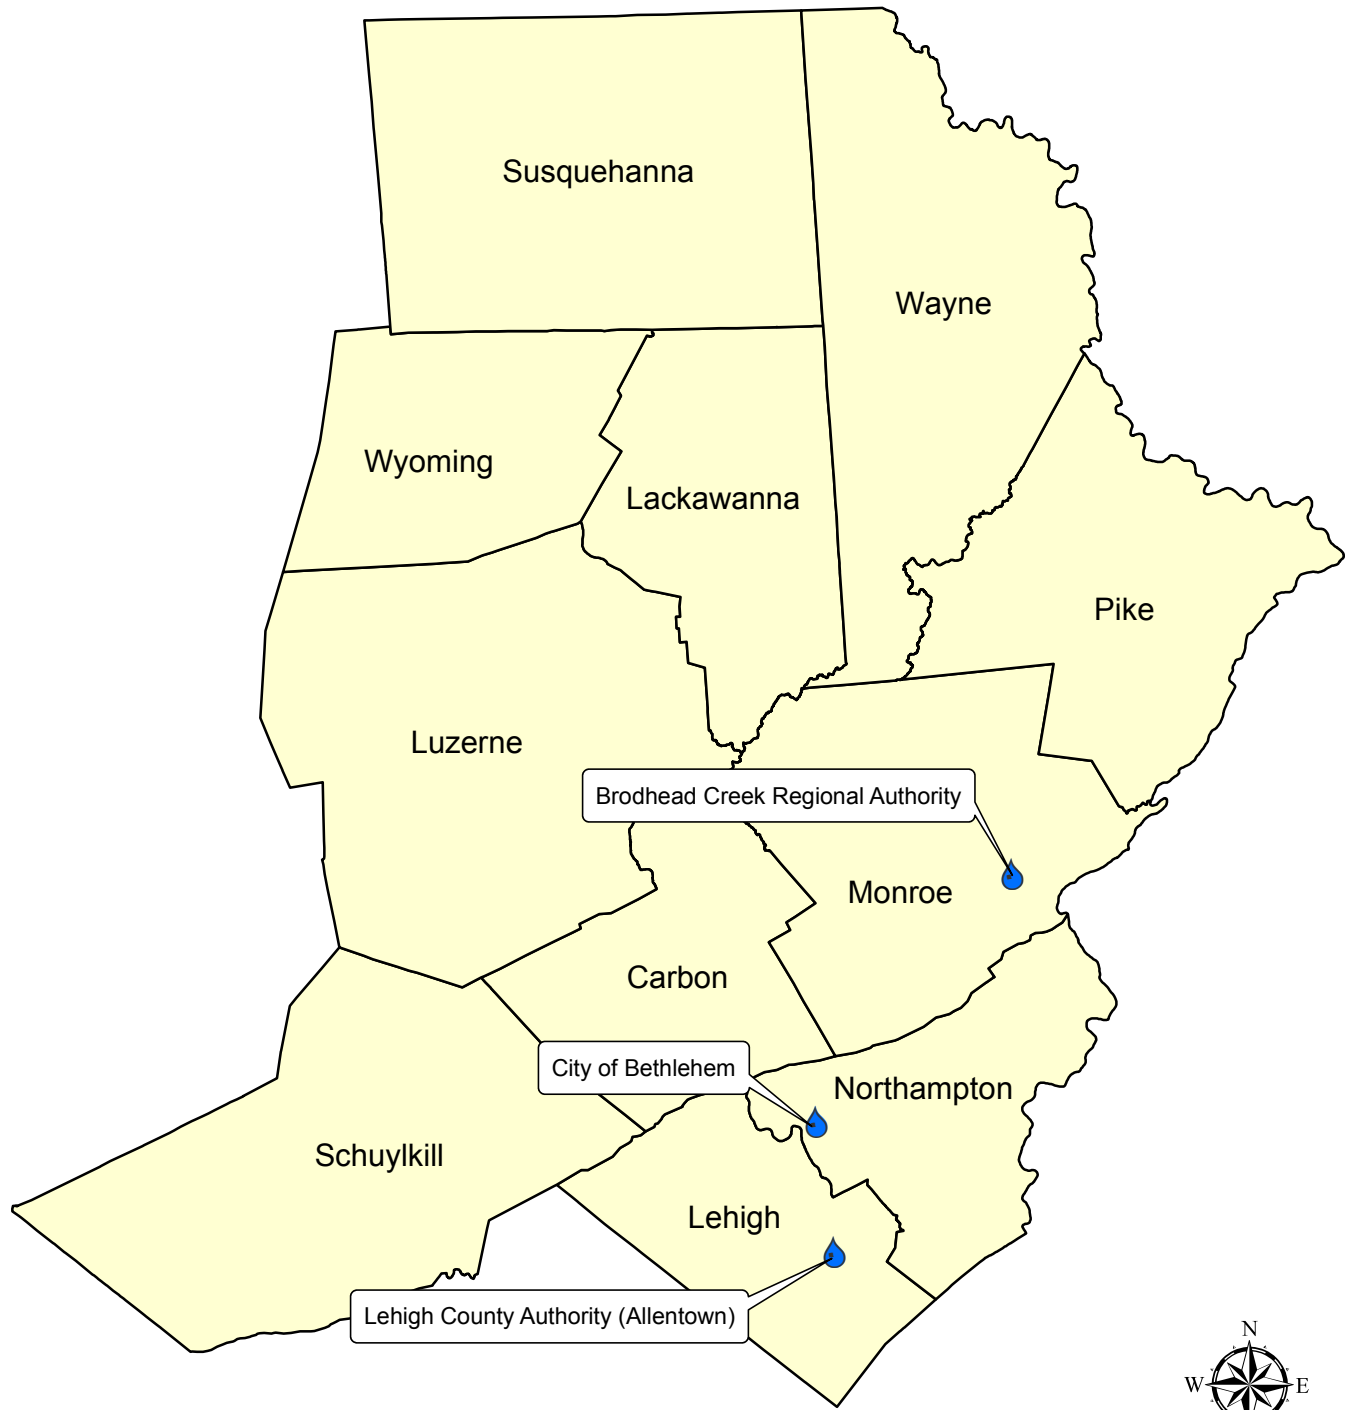 Susquehanna
Wayne
Wyoming
Lackawanna
Pike
Luzerne
Brodhead Creek Regional Authority
Monroe
Carbon
City of Bethlehem
Northampton
Schuylkill
Lehigh
Lehigh County Authority (Allentown)
N
W
E